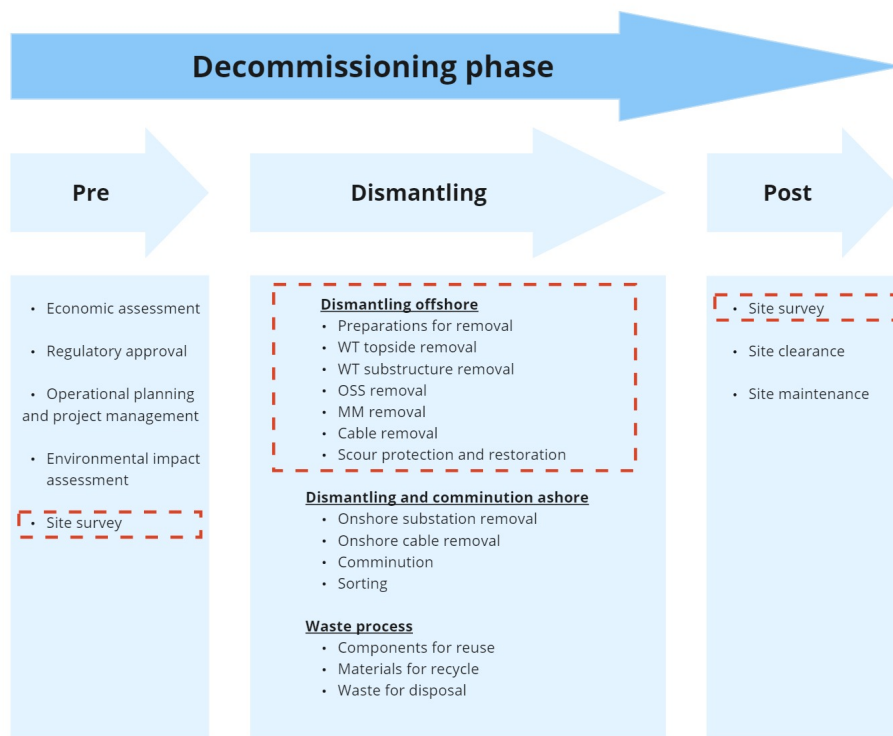 Decommissioning phase
Pre
Dismantling
Post
• Economic assessment
• Regulatory approval
• Operational planning
and project management
• Environmental impact
assessment
• Site survey
Dismantling offshore
• Preparations for removal
• WT topside removal
• WT substructure removal
• OSS removal
• MM removal
• Cable removal
• Scour protection and restoration
Dismantling and comminution ashore
• Onshore substation removal
• Onshore cable removal
• Comminution
• Sorting
Waste process
• Components for reuse
• Materials for recycle
• Waste for disposal
• Site survey
• Site clearance
• Site maintenance